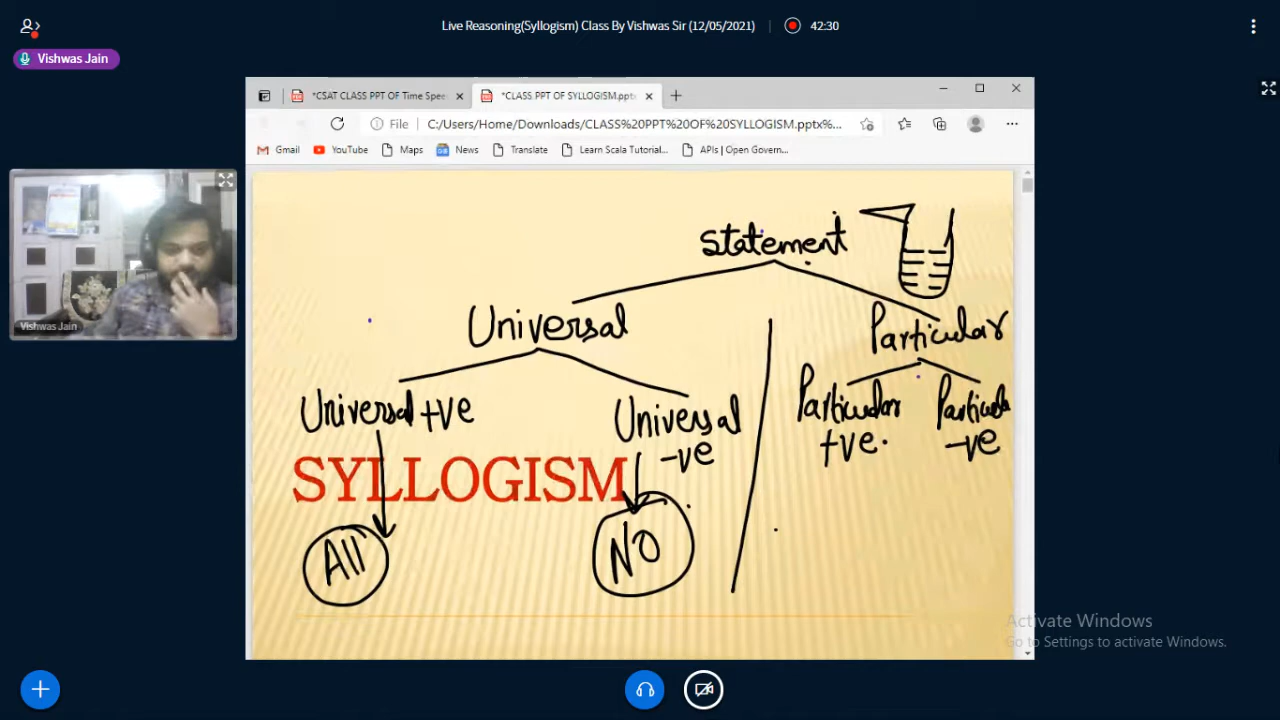 Live Reasoning(Syllogism) Class By Vishwas Sir (12/05/2021)
42:30
Vishwas Jain
*CSAT CLASS PPT OF Time Spee
*CLASS PPT OF SYLLOGISM.ppt
File
C:/Users/Home/Downloads/CLASS%20PPT%20OF%20SYLLOGISM.pptx%...
Gmail
YouTube
Maps
News
Translate
Learn Scala Tutorial...
APIs | Open Govern...
Vishwas Jain
Statement
Universal
Particular
Universal +ve
Universal
-ve
Particular
+ve
Particula
-ve
SYLLOGISM
All
NO
Activate Windows
Go to Settings to activate Windows.